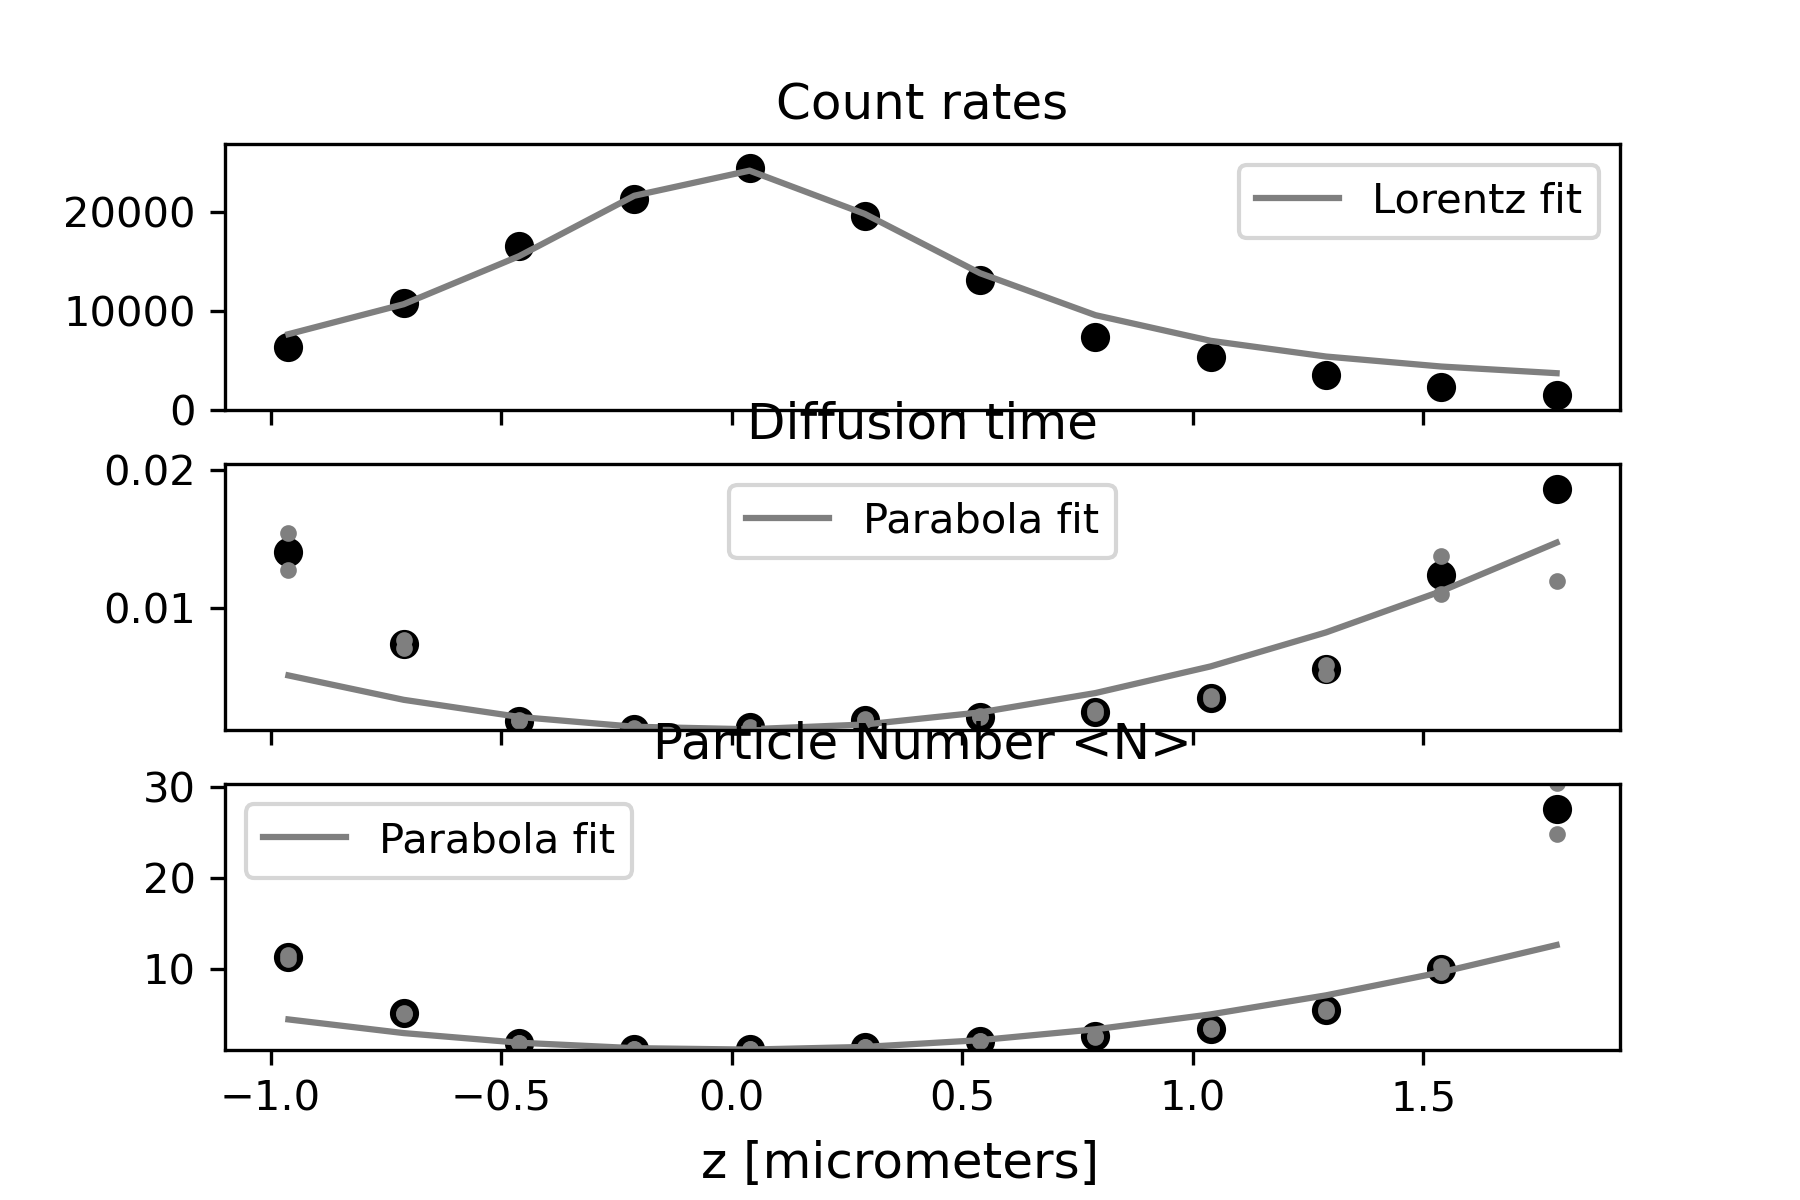 Count rates
20000
10000
0
Lorentz fit
Diffusion time
0.02
0.01
Parabola fit
Particle Number <N>
30
20
10
Parabola fit
−1.0 −0.5 0.0 0.5 1.0 1.5
z [micrometers]